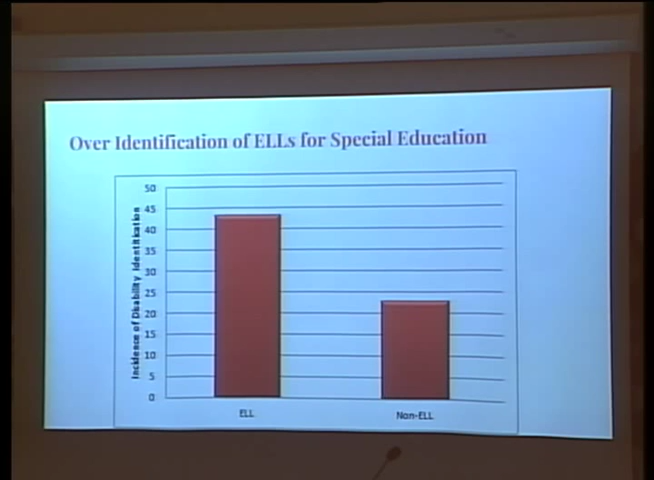 Over Identification of ELLs for Special Education
Incidence of Disability Identification
50
45
40
35
30
25
20
15
10
5
0
ELL
Non-ELL